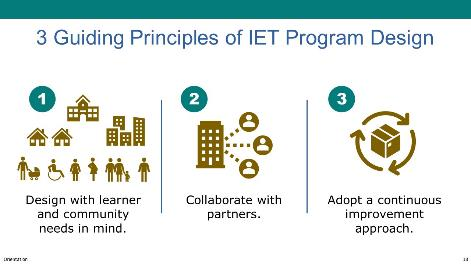 3 Guiding Principles of IET Program Design
1
2
3
Design with learner
and community
needs in mind.
Collaborate with
partners.
Adopt a continuous
improvement
approach.
Orientation